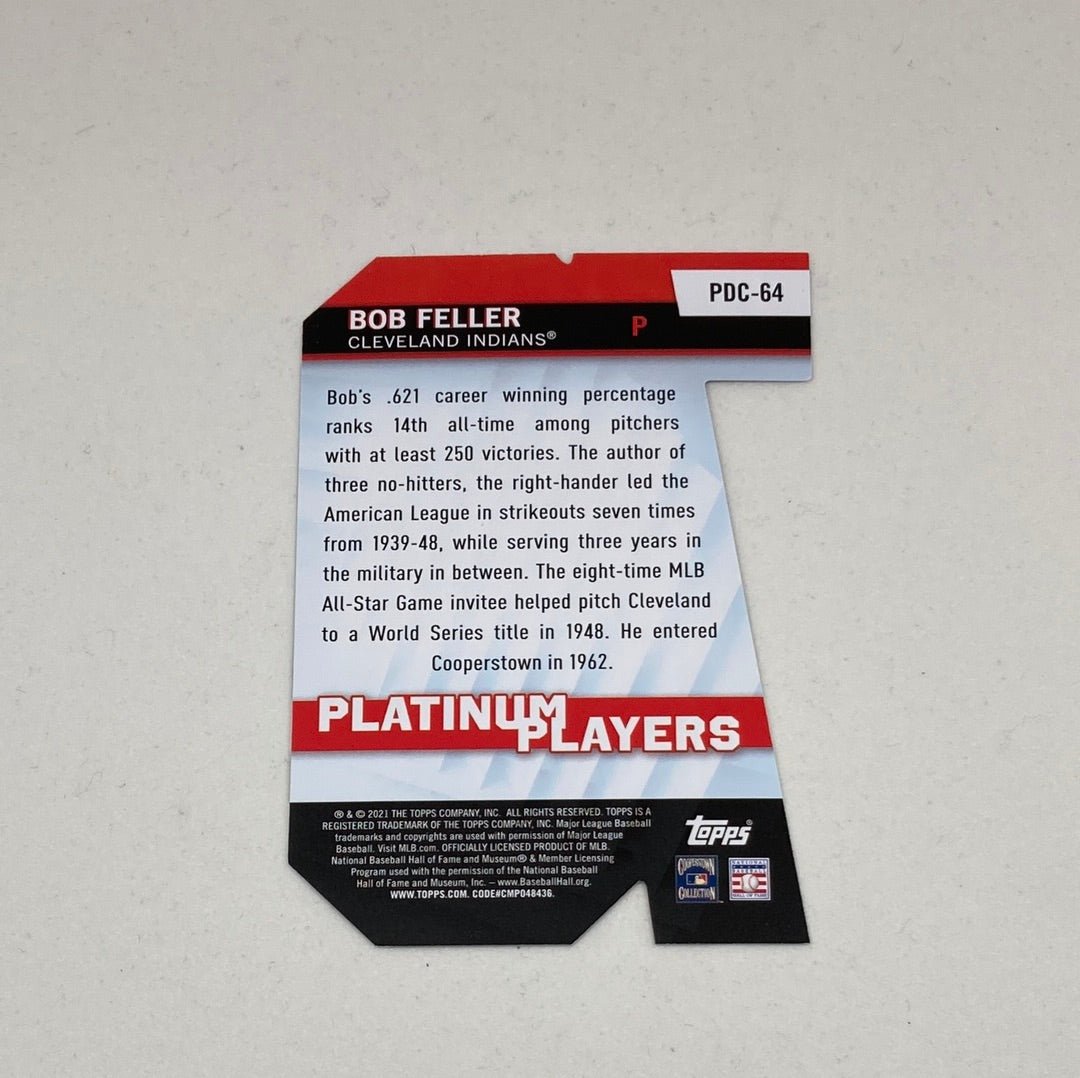 PDC-64
BOB FELLER
P
CLEVELAND INDIANS®
Bob's .621 career winning percentage
ranks 14th all-time among pitchers
with at least 250 victories. The author of
three no-hitters, the right-hander led the
American League in strikeouts seven times
from 1939-48, while serving three years in
the military in between. The eight-time MLB
All-Star Game invitee helped pitch Cleveland
to a World Series title in 1948. He entered
Cooperstown in 1962.
PLATINUM
PLAYERS
® & © 2021 THE TOPPS COMPANY, INC. ALL RIGHTS RESERVED. TOPPS IS A
REGISTERED TRADEMARK OF THE TOPPS COMPANY, INC. Major League Baseball
trademarks and copyrights are used with permission of Major League
Baseball. Visit MLB.com. OFFICIALLY LICENSED PRODUCT OF MLB.
National Baseball Hall of Fame and Museum® & Member Licensing
Program used with the permission of the National Baseball
Hall of Fame and Museum, Inc. – www.BaseballHall.org.
WWW.TOPPS.COM. CODE#CMP048436.
topps®
COOPERSTOWN
COLLECTION
NATIONAL
BASEBALL
HALL OF FAME